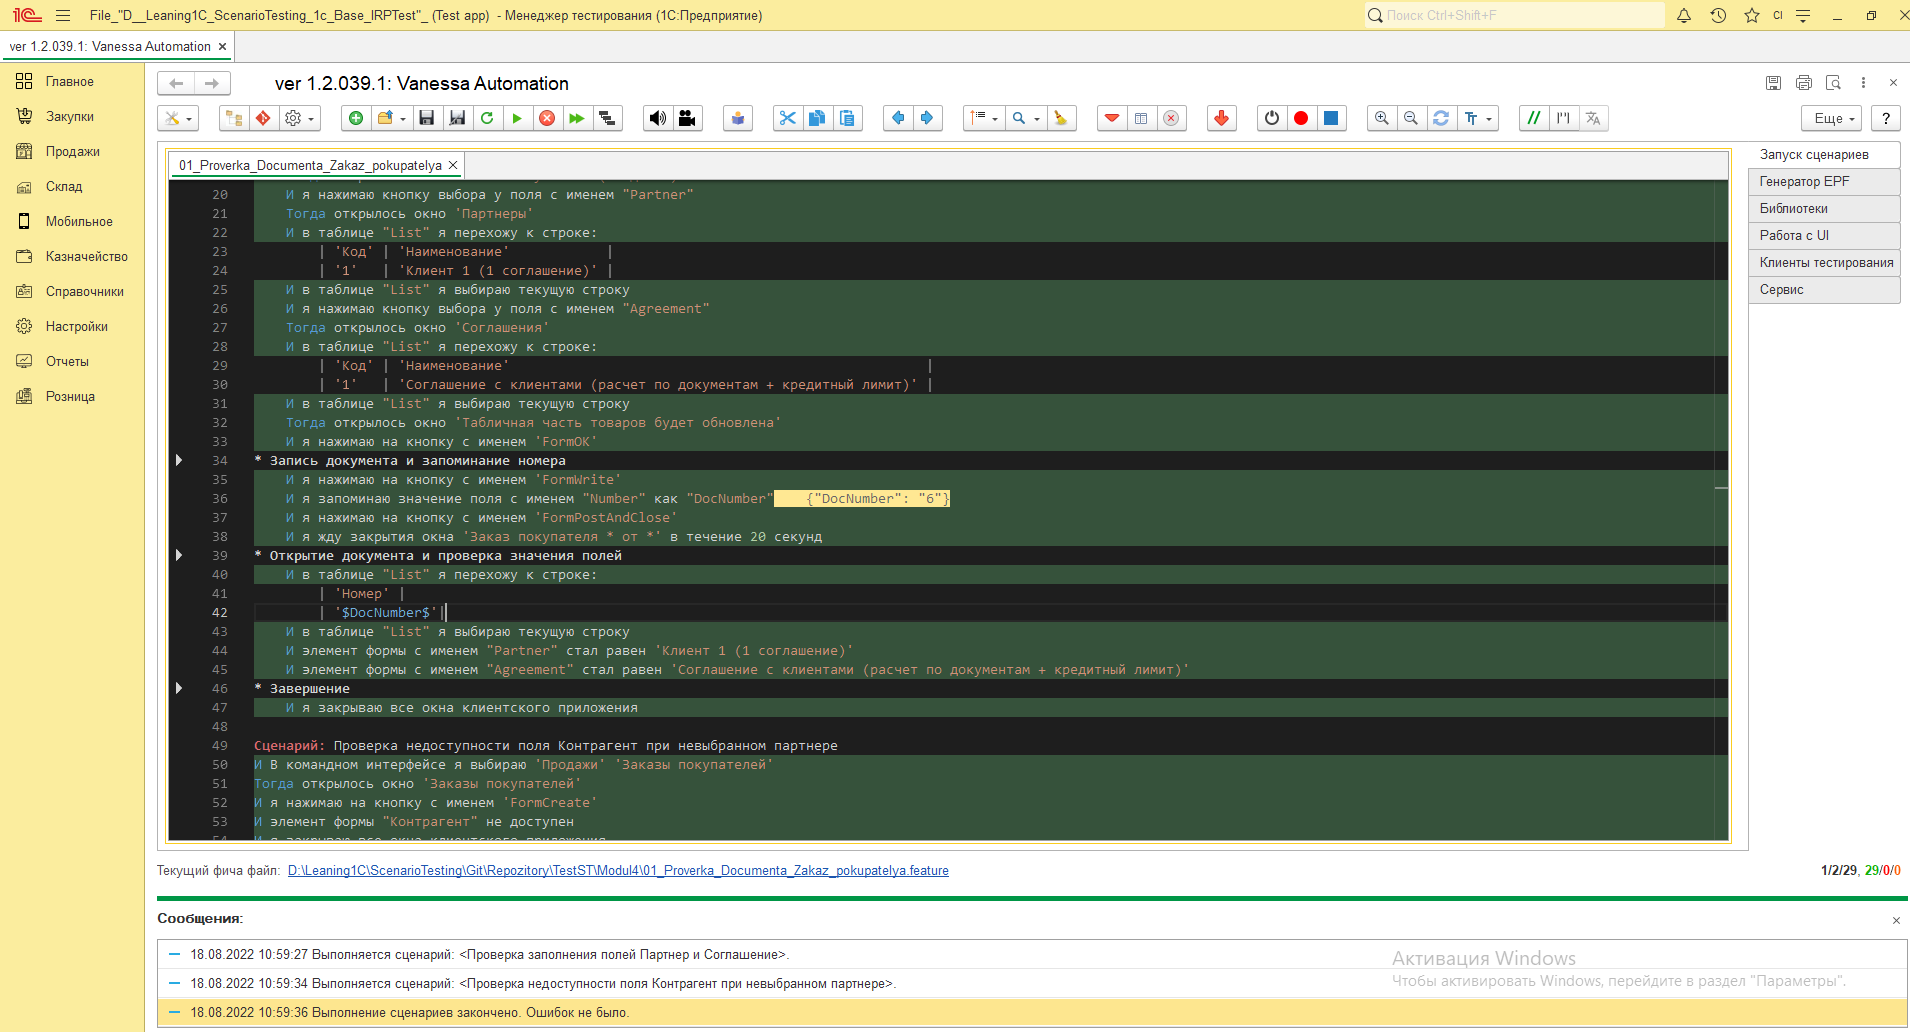 File_"D__Leaning1C_ScenarioTesting_1c_Base_IRPTest"_ (Test app) - Менеджер тестирования (1С:Предприятие)
Поиск Ctrl+Shift+F
CI
ver 1.2.039.1: Vanessa Automation ×
Главное
Закупки
Продажи
Склад
Мобильное
Казначейство
Справочники
Настройки
Отчеты
Розница
ver 1.2.039.1: Vanessa Automation
Еще
?
01_Proverka_Documenta_Zakaz_pokupatelya ×
20 И я нажимаю кнопку выбора у поля с именем "Partner"
21 Тогда открылось окно 'Партнеры'
22 И в таблице "List" я перехожу к строке:
23 | 'Код' | 'Наименование' |
24 | '1' | 'Клиент 1 (1 соглашение)' |
25 И в таблице "List" я выбираю текущую строку
26 И я нажимаю кнопку выбора у поля с именем "Agreement"
27 Тогда открылось окно 'Соглашения'
28 И в таблице "List" я перехожу к строке:
29 | 'Код' | 'Наименование' |
30 | '1' | 'Соглашение с клиентами (расчет по документам + кредитный лимит)' |
31 И в таблице "List" я выбираю текущую строку
32 Тогда открылось окно 'Табличная часть товаров будет обновлена'
33 И я нажимаю на кнопку с именем 'FormOK'
34 * Запись документа и запоминание номера
35 И я нажимаю на кнопку с именем 'FormWrite'
36 И я запоминаю значение поля с именем "Number" как "DocNumber" {"DocNumber": "6"}
37 И я нажимаю на кнопку с именем 'FormPostAndClose'
38 И я жду закрытия окна 'Заказ покупателя * от *' в течение 20 секунд
39 * Открытие документа и проверка значения полей
40 И в таблице "List" я перехожу к строке:
41 | 'Номер' |
42 | '$DocNumber$'|
43 И в таблице "List" я выбираю текущую строку
44 И элемент формы с именем "Partner" стал равен 'Клиент 1 (1 соглашение)'
45 И элемент формы с именем "Agreement" стал равен 'Соглашение с клиентами (расчет по документам + кредитный лимит)'
46 * Завершение
47 И я закрываю все окна клиентского приложения
48
49 Сценарий: Проверка недоступности поля Контрагент при невыбранном партнере
50 И В командном интерфейсе я выбираю 'Продажи' 'Заказы покупателей'
51 Тогда открылось окно 'Заказы покупателей'
52 И я нажимаю на кнопку с именем 'FormCreate'
53 И элемент формы "Контрагент" не доступен
54 И я закрываю все окна клиентского приложения
Запуск сценариев
Генератор EPF
Библиотеки
Работа с UI
Клиенты тестирования
Сервис
Текущий фича файл: D:\Leaning1C\ScenarioTesting\Git\Repozitory\TestST\Modul4\01_Proverka_Documenta_Zakaz_pokupatelya.feature
1/2/29, 29/0/0
Сообщения:
18.08.2022 10:59:27 Выполняется сценарий: <Проверка заполнения полей Партнер и Соглашение>.
18.08.2022 10:59:34 Выполняется сценарий: <Проверка недоступности поля Контрагент при невыбранном партнере>.
18.08.2022 10:59:36 Выполнение сценариев закончено. Ошибок не было.
Активация Windows
Чтобы активировать Windows, перейдите в раздел "Параметры".